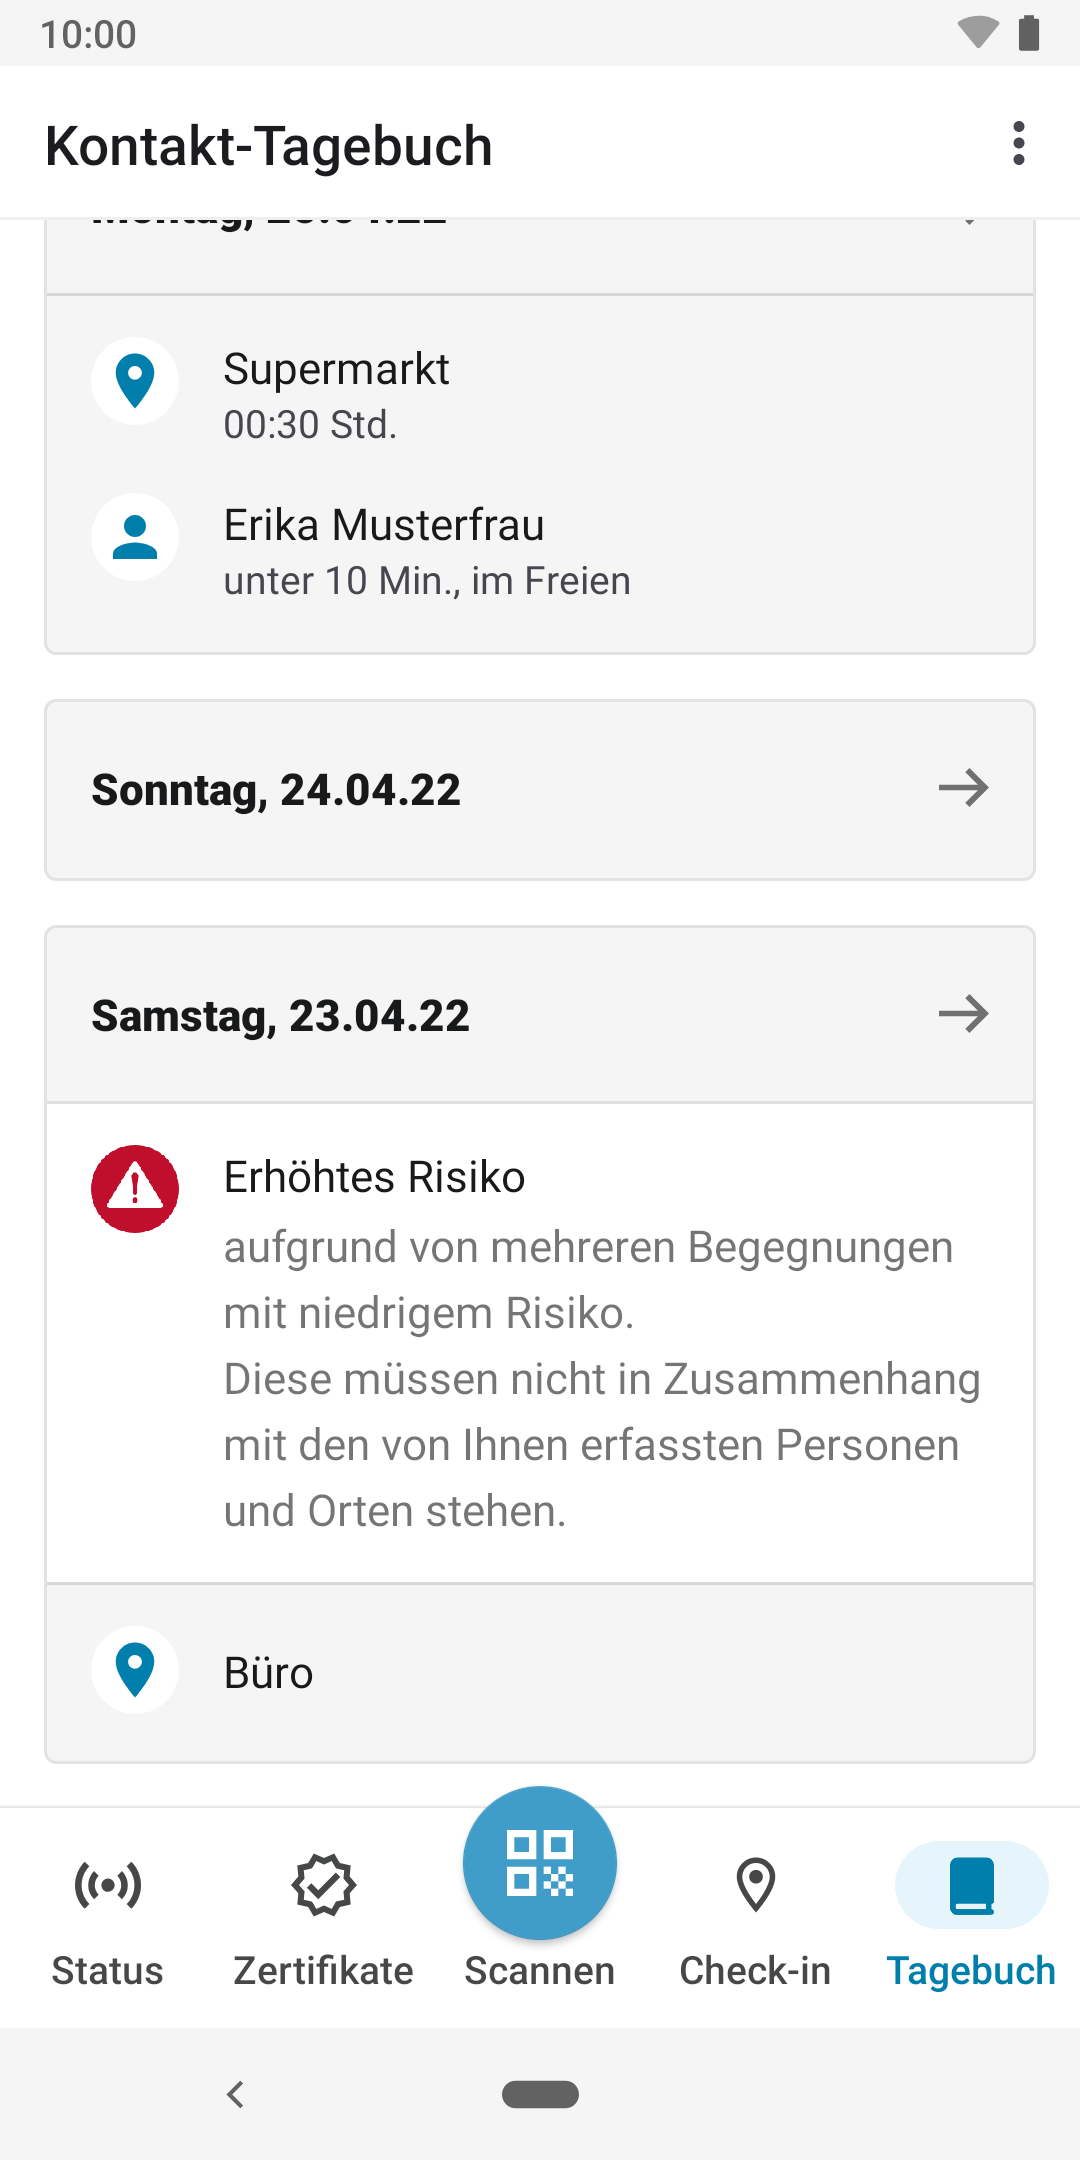 10:00
Kontakt-Tagebuch
Montag,
Supermarkt
00:30 Std.
Erika Musterfrau
unter 10 Min., im Freien
Sonntag, 24.04.22
Samstag, 23.04.22
Erhöhtes Risiko
aufgrund von mehreren Begegnungen
mit niedrigem Risiko.
Diese müssen nicht in Zusammenhang
mit den von Ihnen erfassten Personen
und Orten stehen.
Büro
Status
Zertifikate
Scannen
Check-in
Tagebuch